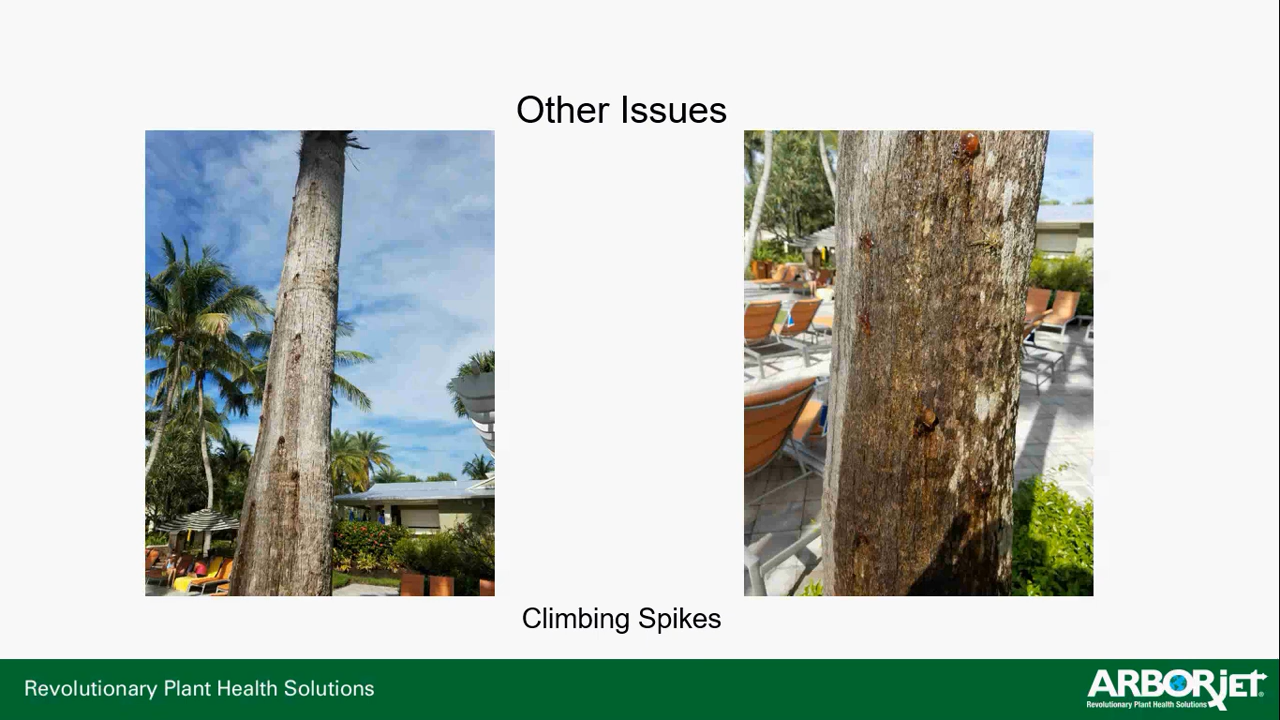 Other Issues
Climbing Spikes
Revolutionary Plant Health Solutions
ARBORjET®
Revolutionary Plant Health Solutions